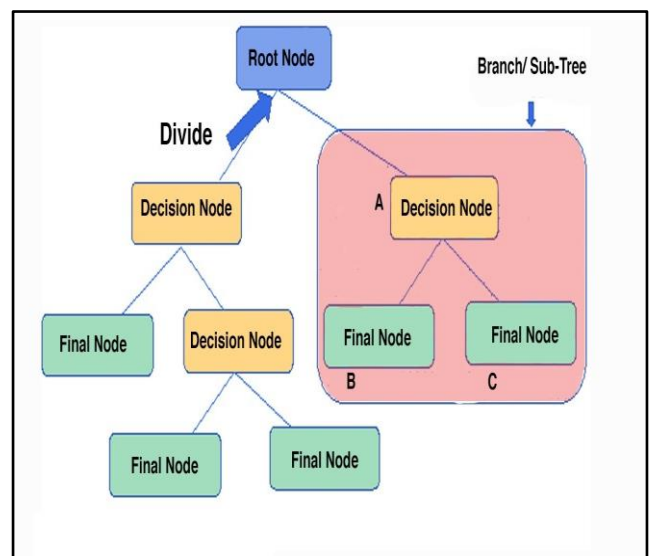 Root Node
Branch/ Sub-Tree
Divide
Decision Node
A
Decision Node
Final Node
Decision Node
Final Node
Final Node
B
C
Final Node
Final Node